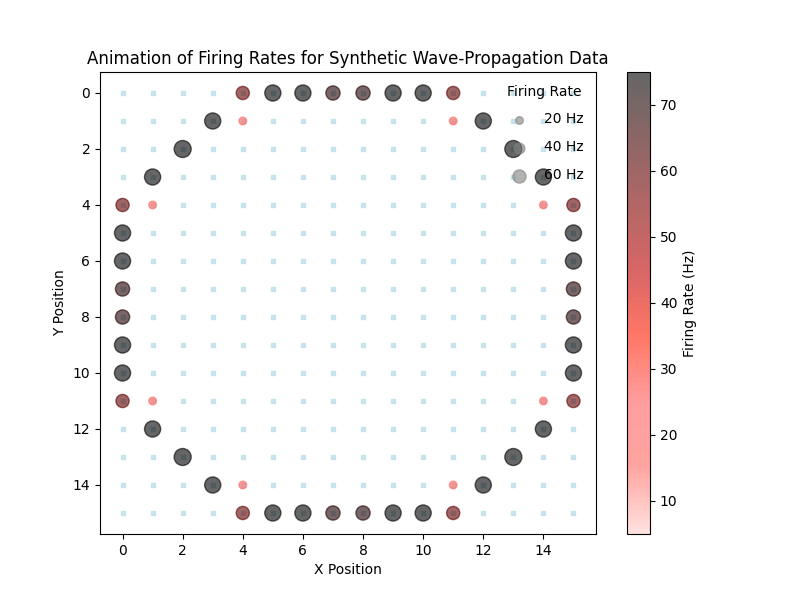 Animation of Firing Rates for Synthetic Wave-Propagation Data
Firing Rate
20 Hz
40 Hz
60 Hz
0
2
4
6
8
10
12
14
Y Position
0
2
4
6
8
10
12
14
X Position
70
60
50
40
30
20
10
Firing Rate (Hz)